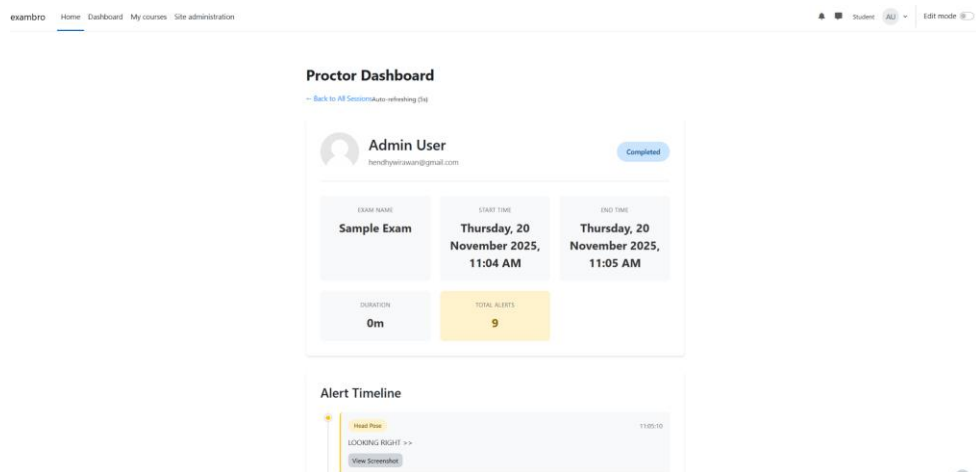 exambro Home Dashboard My courses Site administration Student AU Edit mode
Proctor Dashboard
← Back to All Sessions Auto-refreshing (5s)
Admin User
hendhywirawan@gmail.com
Completed
EXAM NAME
Sample Exam
START TIME
Thursday, 20
November 2025,
11:04 AM
END TIME
Thursday, 20
November 2025,
11:05 AM
DURATION
0m
TOTAL ALERTS
9
Alert Timeline
Head Pose 11:05:10
LOOKING RIGHT >>
View Screenshot